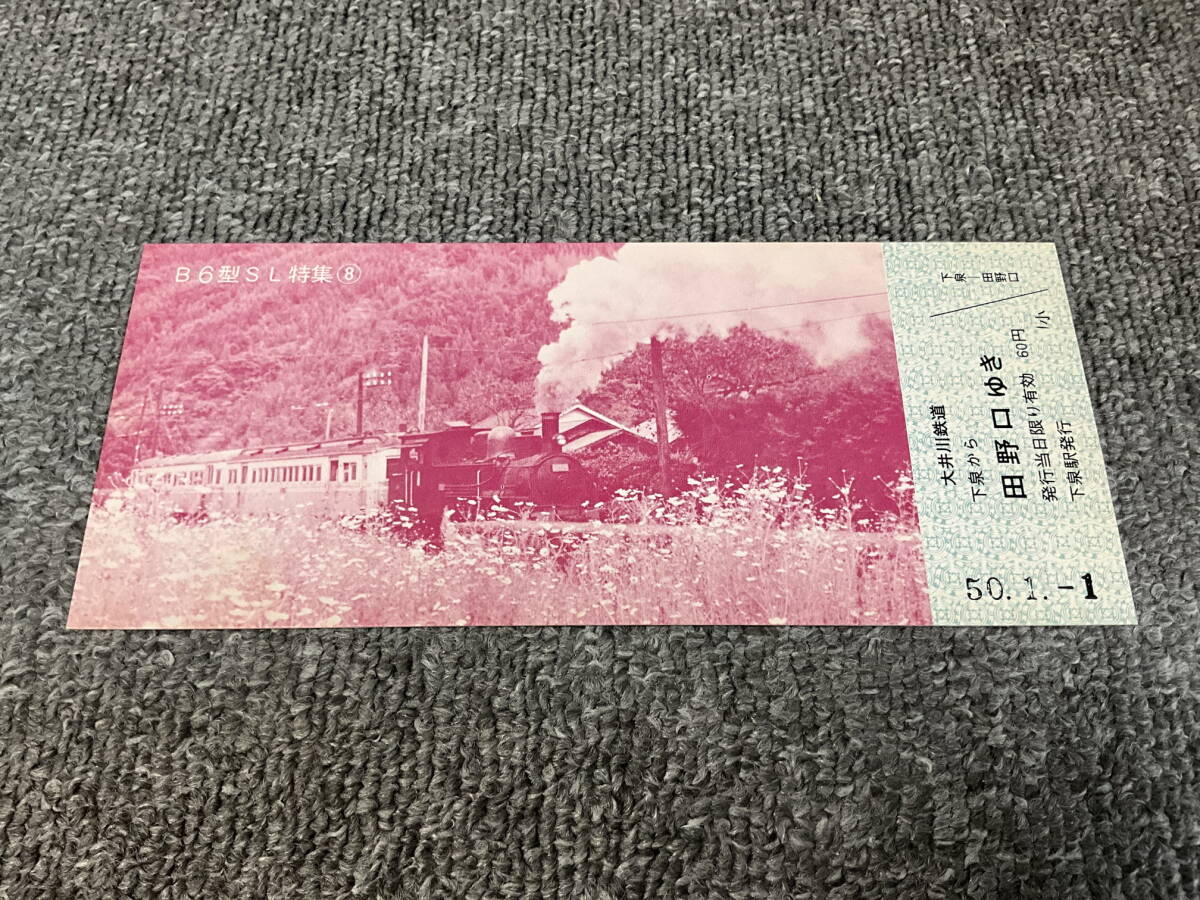 B6型SL特集⑧
大井川鉄道
下泉から
田野口ゆき
発行当日限り有効 60円
下泉駅発行
下泉―田野口
小
50.1.-1